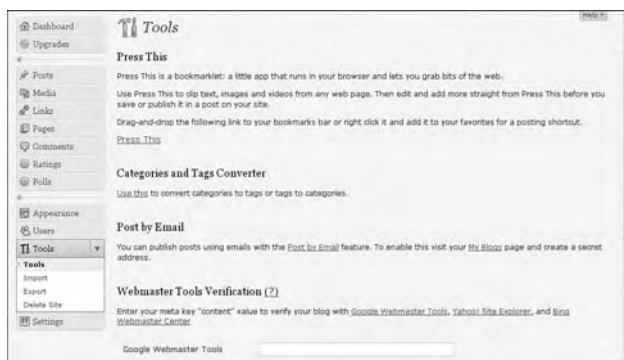 Help
Dashboard
Upgrades
Posts
Media
Links
Pages
Comments
Ratings
Polls
Appearance
Users
Tools
Tools
Import
Export
Delete Site
Settings
Tools
Press This
Press This is a bookmarklet: a little app that runs in your browser and lets you grab bits of the web.
Use Press This to clip text, images and videos from any web page. Then edit and add more straight from Press This before you
save or publish it in a post on your site.
Drag-and-drop the following link to your bookmarks bar or right click it and add it to your favorites for a posting shortcut.
Press This
Categories and Tags Converter
Use this to convert categories to tags or tags to categories.
Post by Email
You can publish posts using emails with the Post by Email feature. To enable this visit your My Blogs page and create a secret
address.
Webmaster Tools Verification (?)
Enter your meta key "content" value to verify your blog with Google Webmaster Tools, Yahoo! Site Explorer, and Bing
Webmaster Center
Google Webmaster Tools